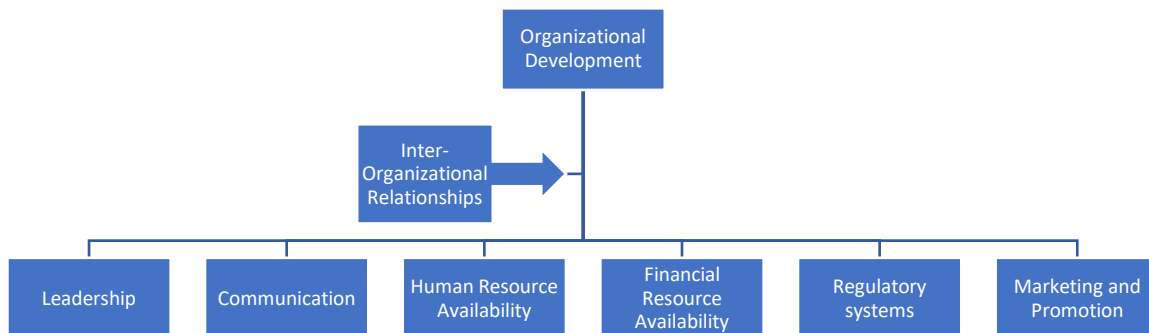 Organizational
Development
Inter-
Organizational
Relationships
Leadership
Communication
Human Resource
Availability
Financial
Resource
Availability
Regulatory
systems
Marketing and
Promotion